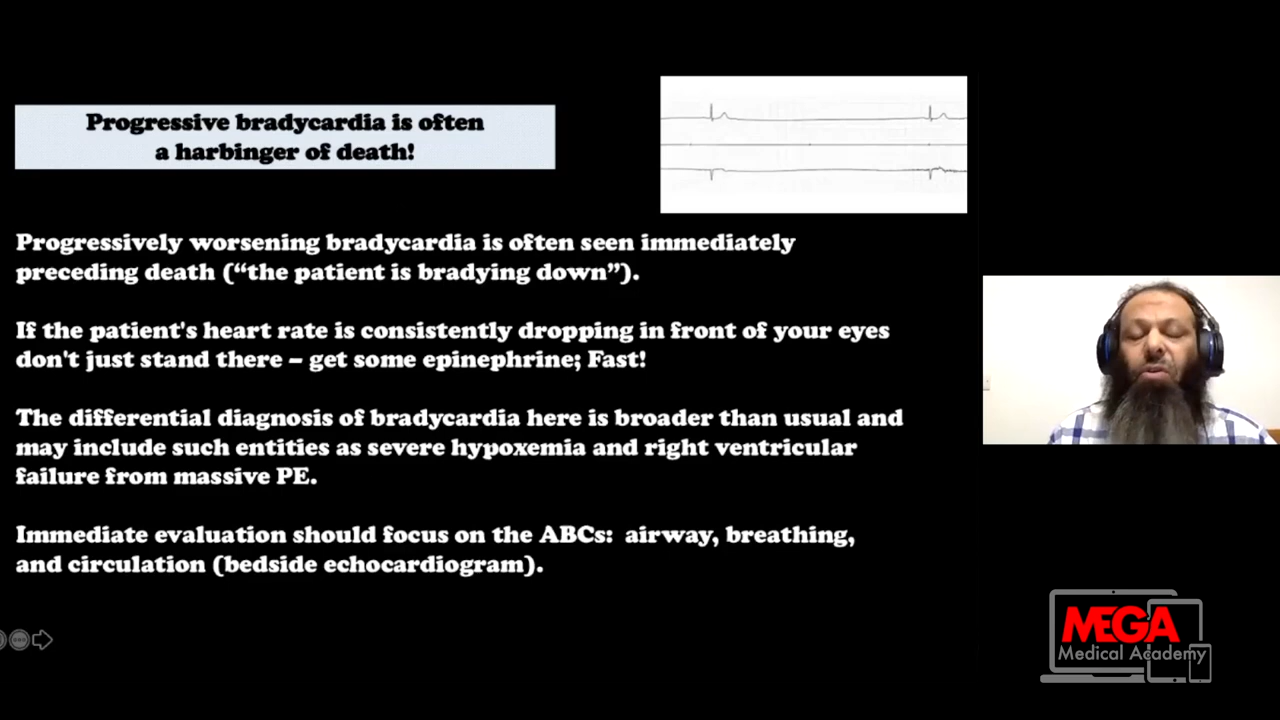 Progressive bradycardia is often
a harbinger of death!
Progressively worsening bradycardia is often seen immediately
preceding death (“the patient is bradying down”).
If the patient's heart rate is consistently dropping in front of your eyes
don't just stand there – get some epinephrine; Fast!
The differential diagnosis of bradycardia here is broader than usual and
may include such entities as severe hypoxemia and right ventricular
failure from massive PE.
Immediate evaluation should focus on the ABCs:  airway, breathing,
and circulation (bedside echocardiogram).
MEGA
Medical Academy